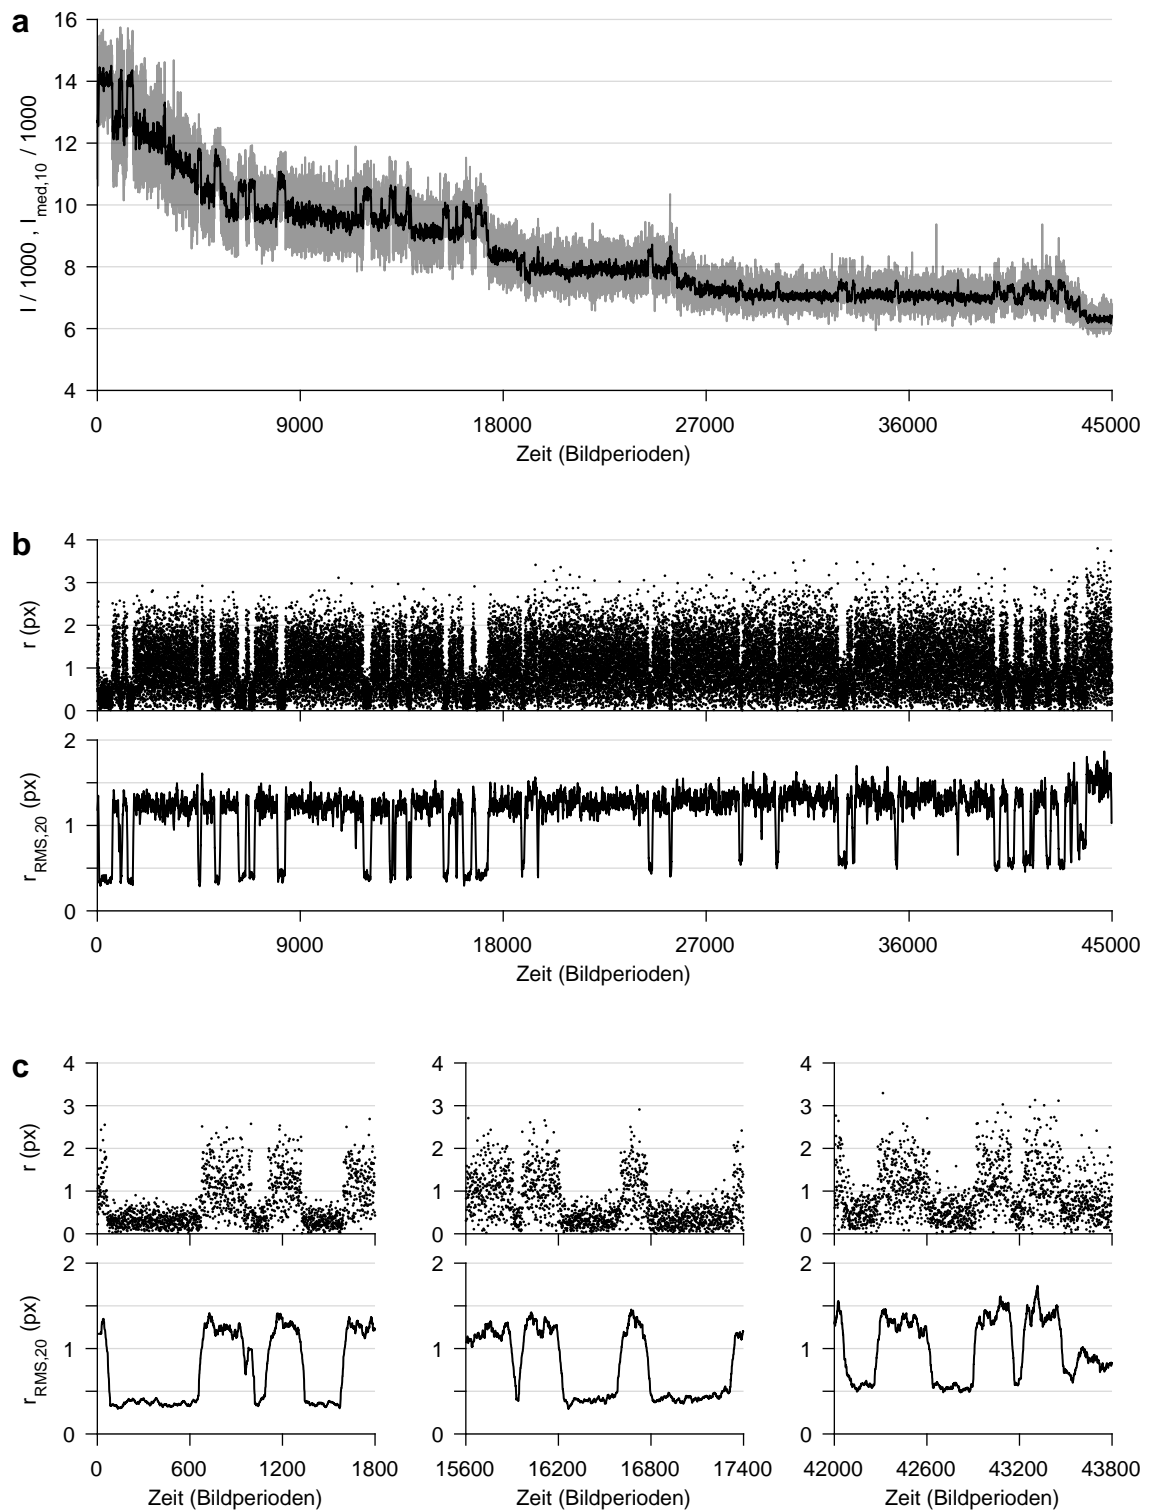 a
I / 1000 , I_med,10 / 1000
16
14
12
10
8
6
4
0 9000 18000 27000 36000 45000
Zeit (Bildperioden)
b
r (px)
4
3
2
1
0
r_RMS,20 (px)
2
1
0
0 9000 18000 27000 36000 45000
Zeit (Bildperioden)
c
r (px)
4 4 4
3 3 3
2 2 2
1 1 1
0 0 0
r_RMS,20 (px)
2 2 2
1 1 1
0 0 0
0 600 1200 1800 15600 16200 16800 17400 42000 42600 43200 43800
Zeit (Bildperioden) Zeit (Bildperioden) Zeit (Bildperioden)